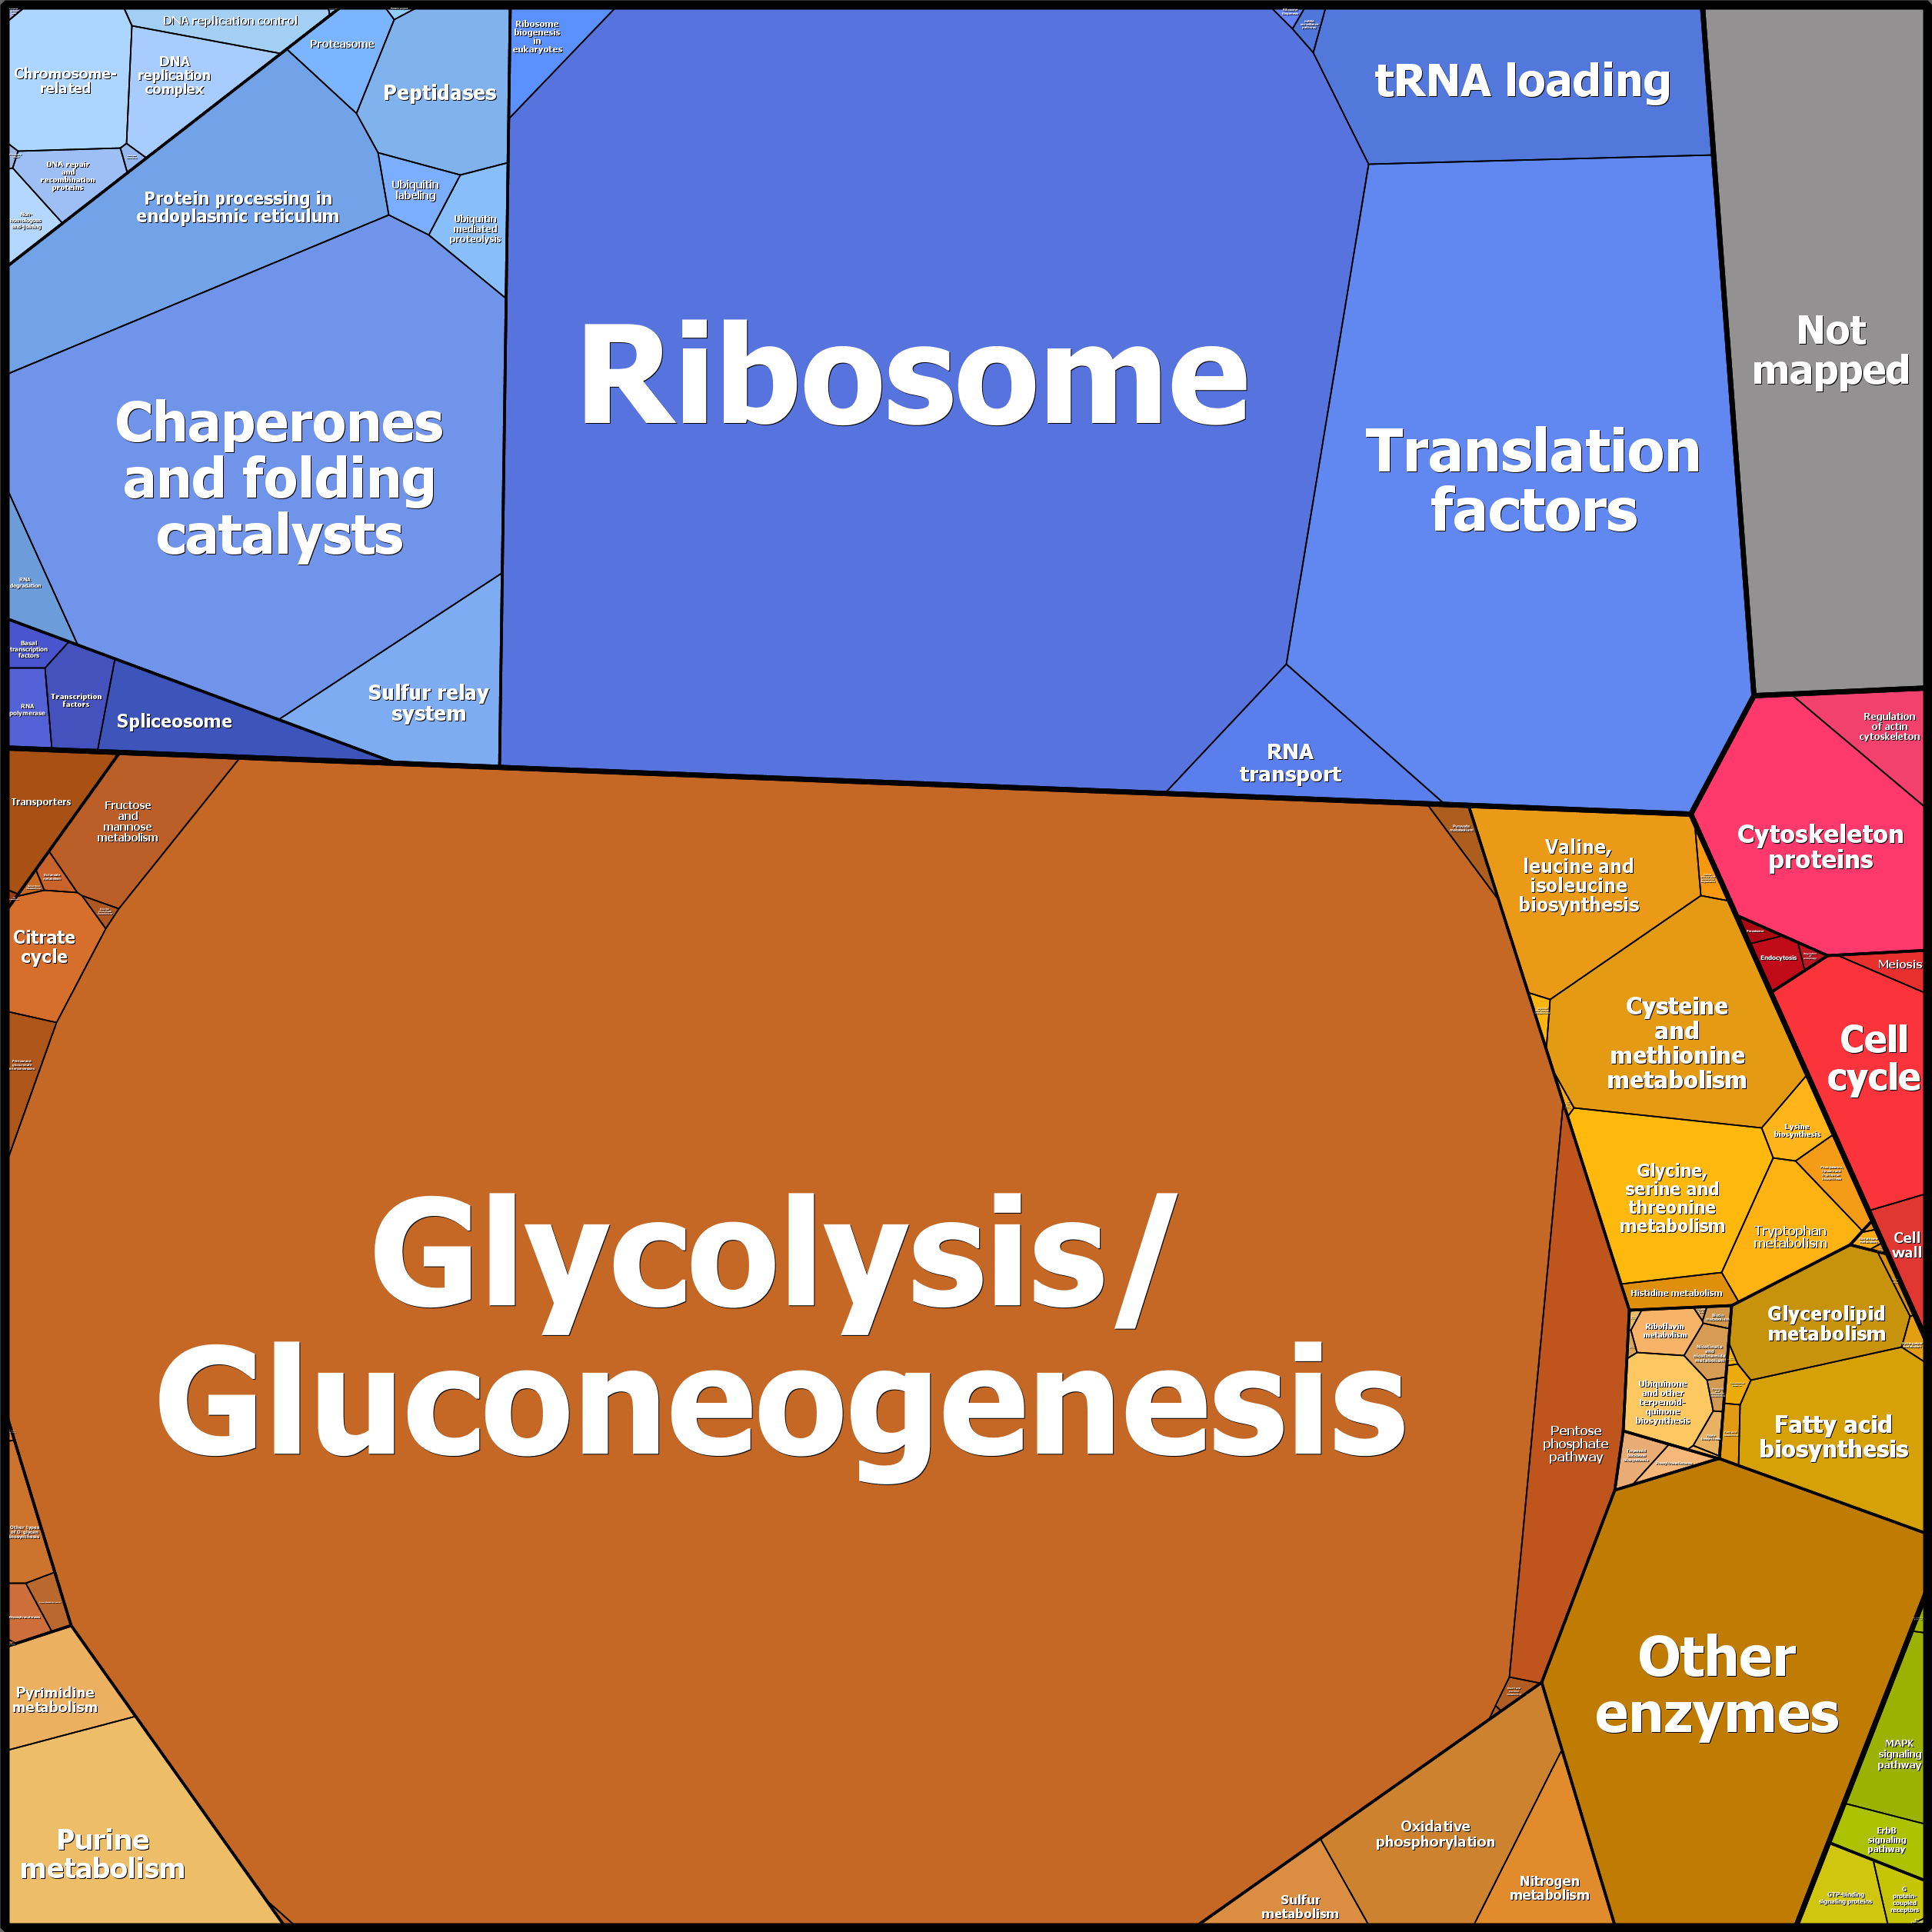 DNA replication control
Chromosome-
related
DNA
replication
complex
DNA repair
and
recombination
proteins
Non-
homologous
end-joining
Proteasome
Peptidases
Protein processing in
endoplasmic reticulum
Ubiquitin
labeling
Ubiquitin
mediated
proteolysis
Chaperones
and folding
catalysts
RNA
degradation
Sulfur relay
system
Basal
transcription
factors
RNA
polymerase
Transcription
factors
Spliceosome
Ribosome
biogenesis
in
eukaryotes
Ribosome
tRNA loading
Translation
factors
RNA
transport
Not
mapped
Regulation
of actin
cytoskeleton
Cytoskeleton
proteins
Endocytosis
Meiosis
Cell
cycle
Cell
wall
Transporters
Fructose
and
mannose
metabolism
Citrate
cycle
Glycolysis/
Gluconeogenesis
Pentose
phosphate
pathway
Other types
of O-glycan
biosynthesis
Pyrimidine
metabolism
Purine
metabolism
Sulfur
metabolism
Oxidative
phosphorylation
Nitrogen
metabolism
Valine,
leucine and
isoleucine
biosynthesis
Cysteine
and
methionine
metabolism
Lysine
biosynthesis
Glycine,
serine and
threonine
metabolism
Tryptophan
metabolism
Histidine metabolism
Riboflavin
metabolism
Ubiquinone
and other
terpenoid-
quinone
biosynthesis
Glycerolipid
metabolism
Fatty acid
biosynthesis
Other
enzymes
MAPK
signaling
pathway
ErbB
signaling
pathway
GTP-binding
signaling proteins
G
protein-
coupled
receptors